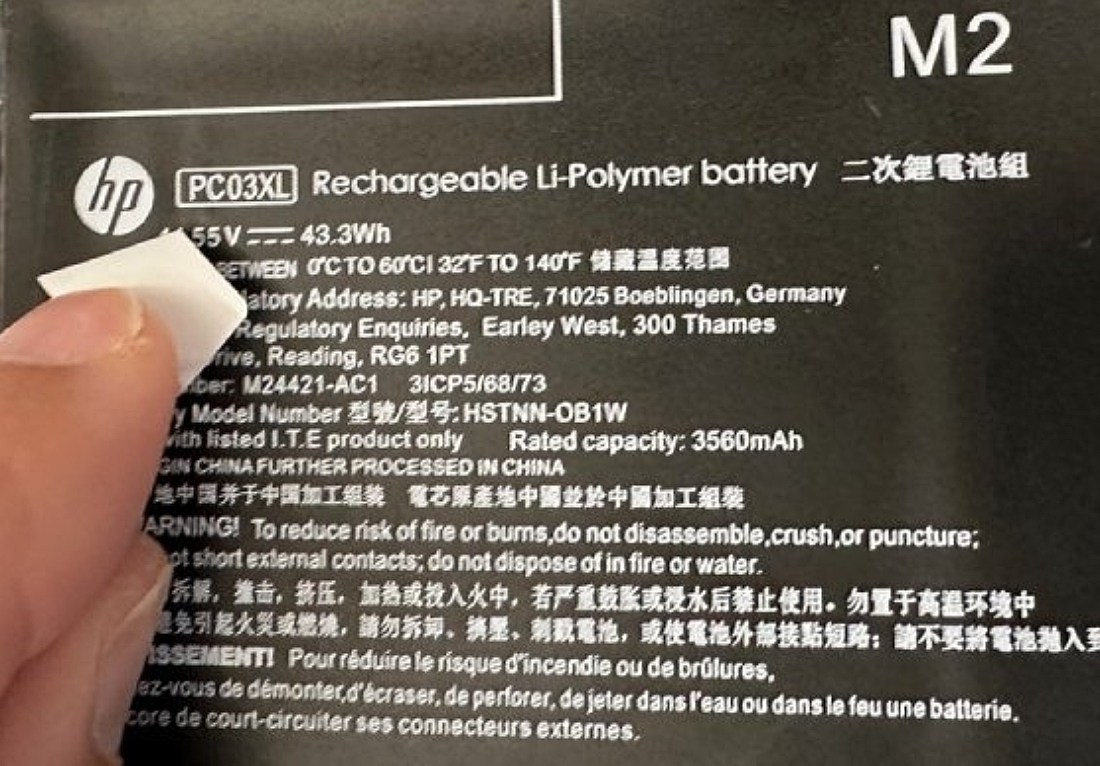 M2
hp PC03XL Rechargeable Li-Polymer battery 二次鋰電池組
55V 43.3Wh
BETWEEN 0°C TO 60°C/ 32°F TO 140°F 储藏温度范围
atory Address: HP, HQ-TRE, 71025 Boeblingen, Germany
Regulatory Enquiries, Earley West, 300 Thames
rive, Reading, RG6 1PT
ber: M24421-AC1 3ICP5/68/73
y Model Number 型號/型号: HSTNN-OB1W
ith listed I.T.E product only Rated capacity: 3560mAh
GIN CHINA FURTHER PROCESSED IN CHINA
地中国并于中国加工组装 電芯原產地中國並於中國加工組裝
ARNING! To reduce risk of fire or burns,do not disassemble,crush,or puncture;
ot short external contacts; do not dispose of in fire or water.
拆解，撞击，挤压，加热或投入火中，若严重鼓胀或浸水后禁止使用。勿置于高温环境中
避免引起火災或燃燒，請勿拆卸、擠壓、刺戳電池，或使電池外部接點短路；請不要將電池拋入到
ISSEMENT! Pour réduire le risque d'incendie ou de brûlures,
ez-vous de démonter,d'écraser, de perforer, de jeter dans l'eau ou dans le feu une batterie.
core de court-circuiter ses connecteurs externes.